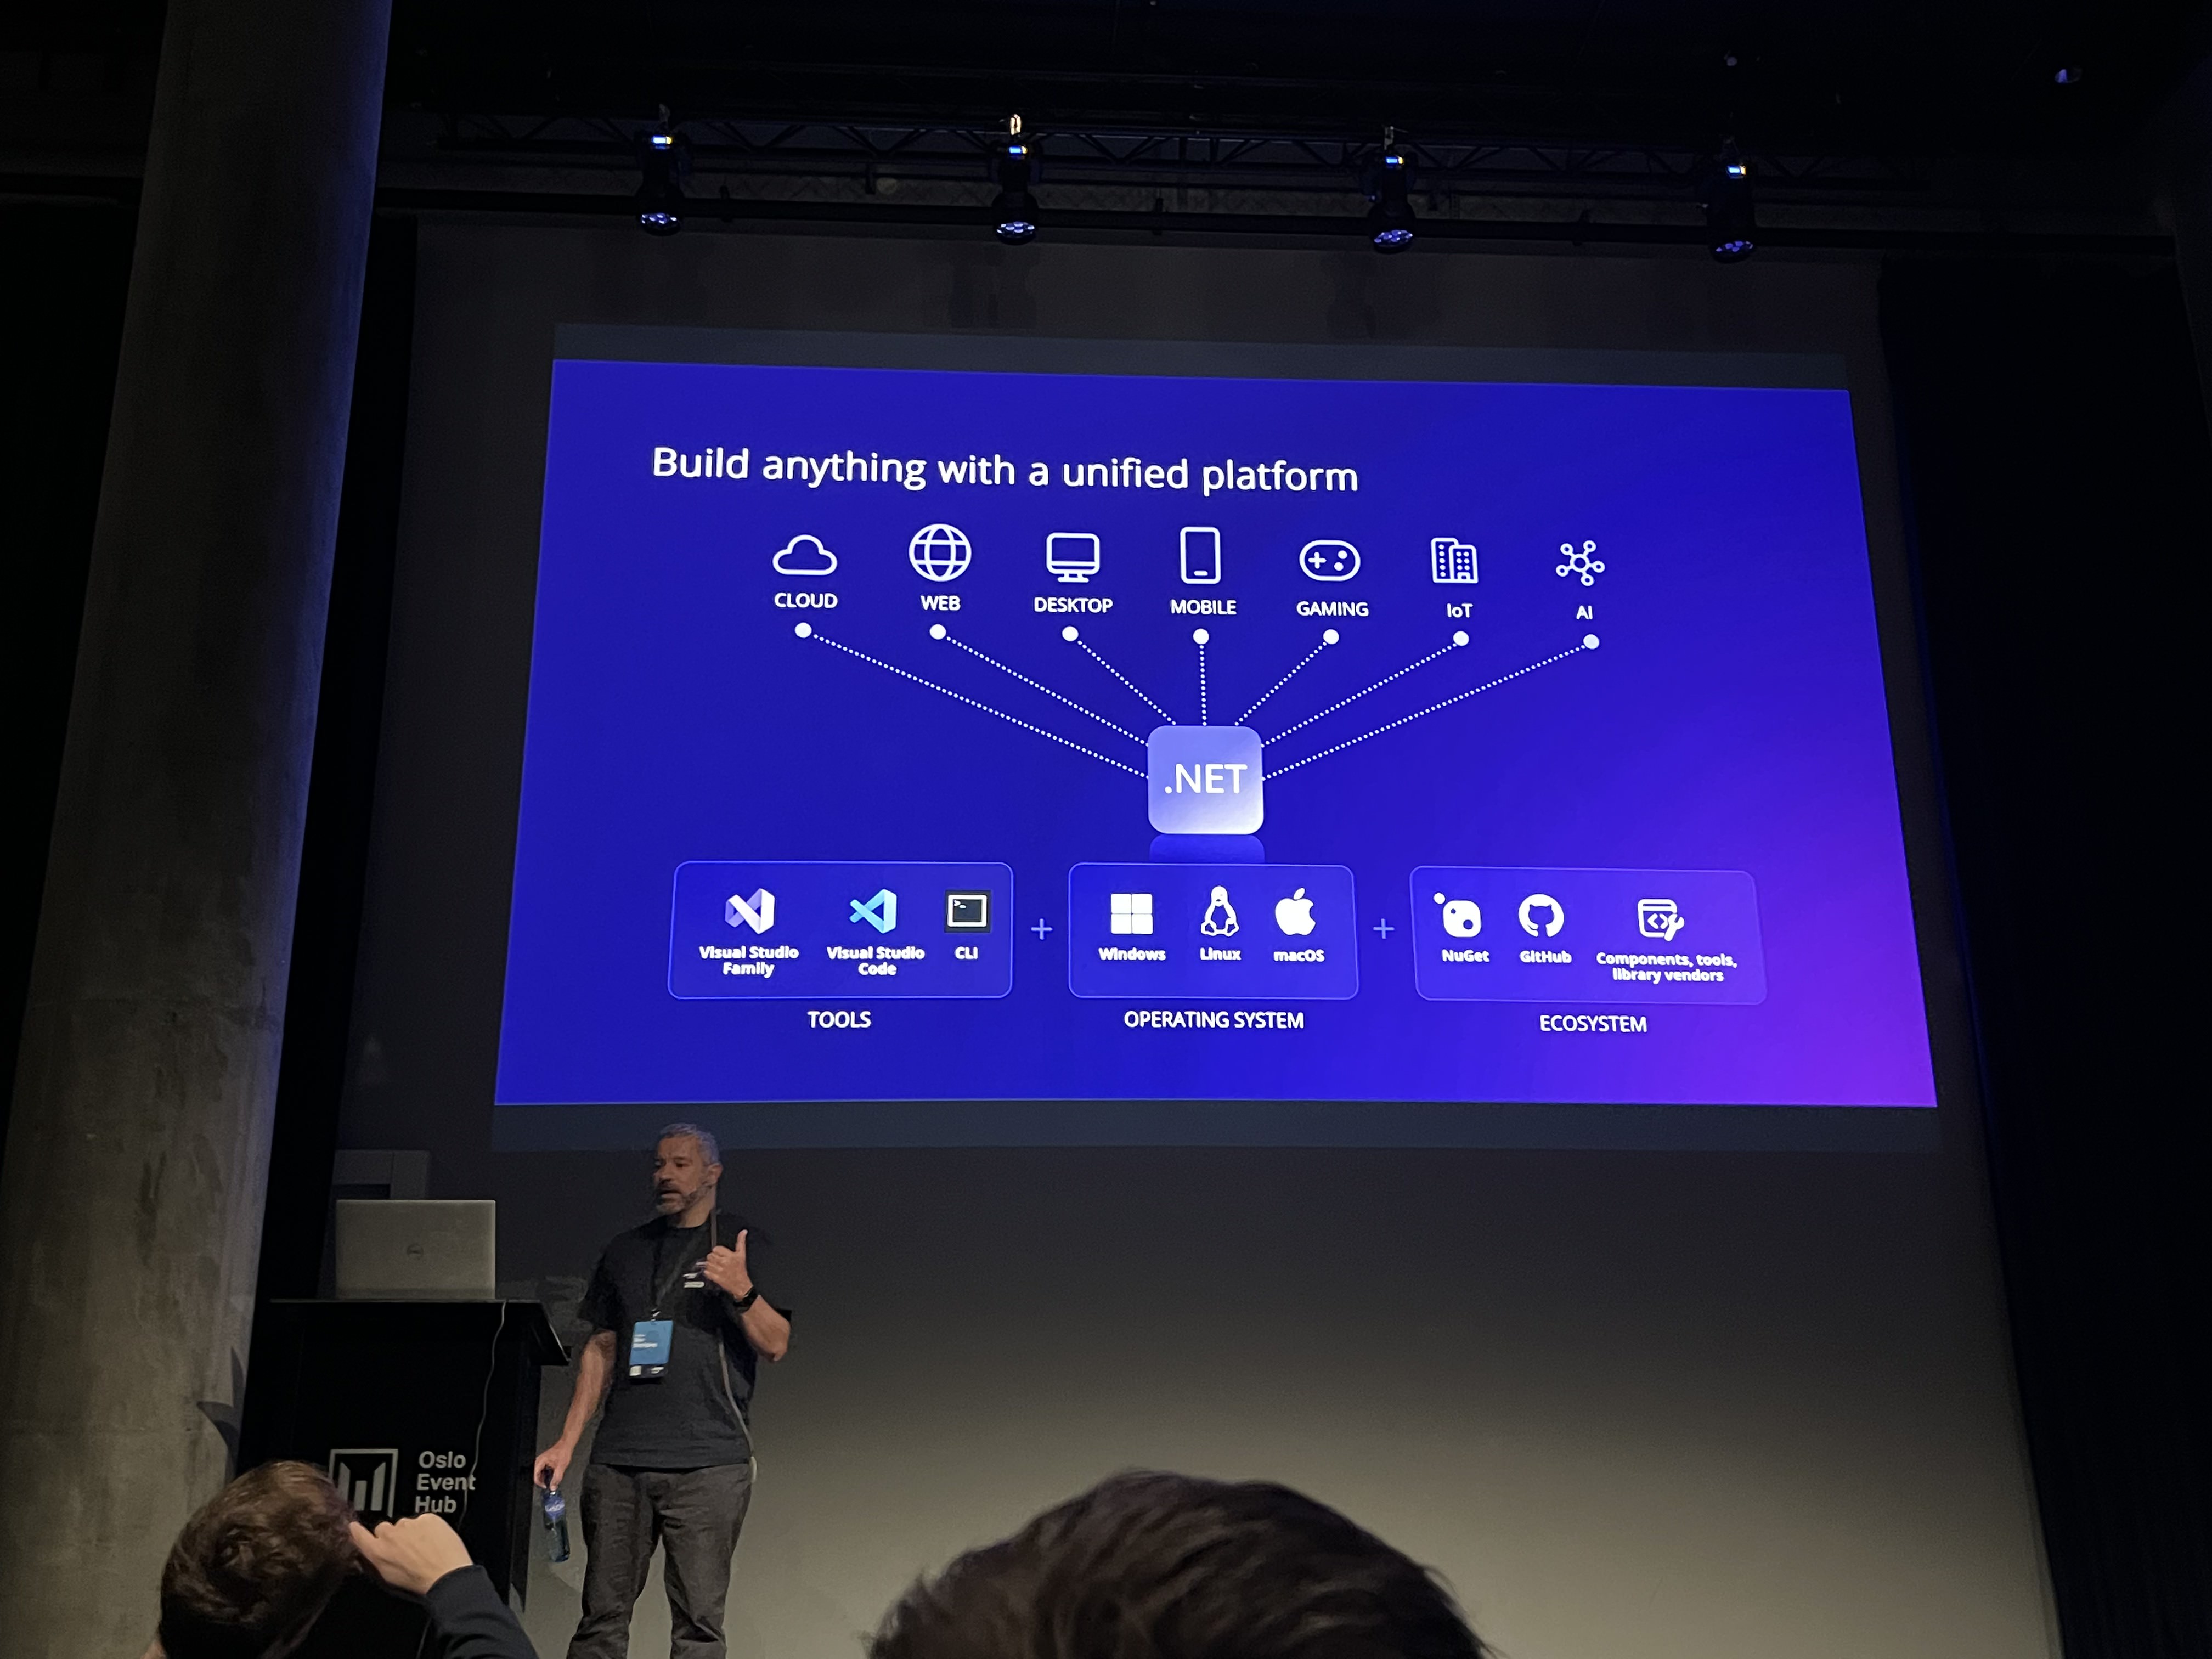 Build anything with a unified platform
CLOUD
WEB
DESKTOP
MOBILE
GAMING
IoT
AI
.NET
Visual Studio
Family
Visual Studio
Code
CLI
+
Windows
Linux
macOS
+
NuGet
GitHub
Components, tools,
library vendors
TOOLS
OPERATING SYSTEM
ECOSYSTEM
Oslo
Event
Hub